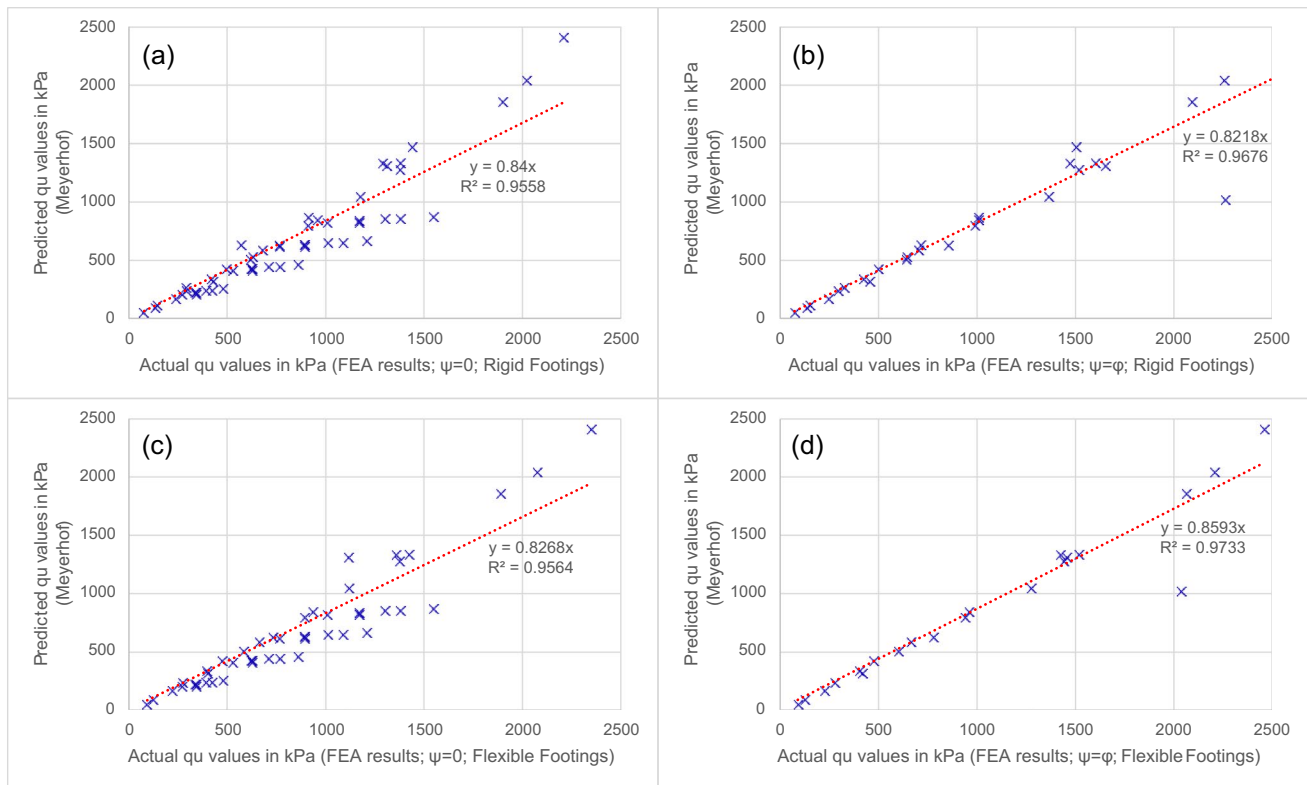 (a)
Predicted qu values in kPa
(Meyerhof)
2500
2000
1500
1000
500
0
y = 0.84x
R² = 0.9558
0 500 1000 1500 2000 2500
Actual qu values in kPa (FEA results; ψ=0; Rigid Footings)
(b)
Predicted qu values in kPa
(Meyerhof)
2500
2000
1500
1000
500
0
y = 0.8218x
R² = 0.9676
0 500 1000 1500 2000 2500
Actual qu values in kPa (FEA results; ψ=φ; Rigid Footings)
(c)
Predicted qu values in kPa
(Meyerhof)
2500
2000
1500
1000
500
0
y = 0.8268x
R² = 0.9564
0 500 1000 1500 2000 2500
Actual qu values in kPa (FEA results; ψ=0; Flexible Footings)
(d)
Predicted qu values in kPa
(Meyerhof)
2500
2000
1500
1000
500
0
y = 0.8593x
R² = 0.9733
0 500 1000 1500 2000 2500
Actual qu values in kPa (FEA results; ψ=φ; Flexible Footings)